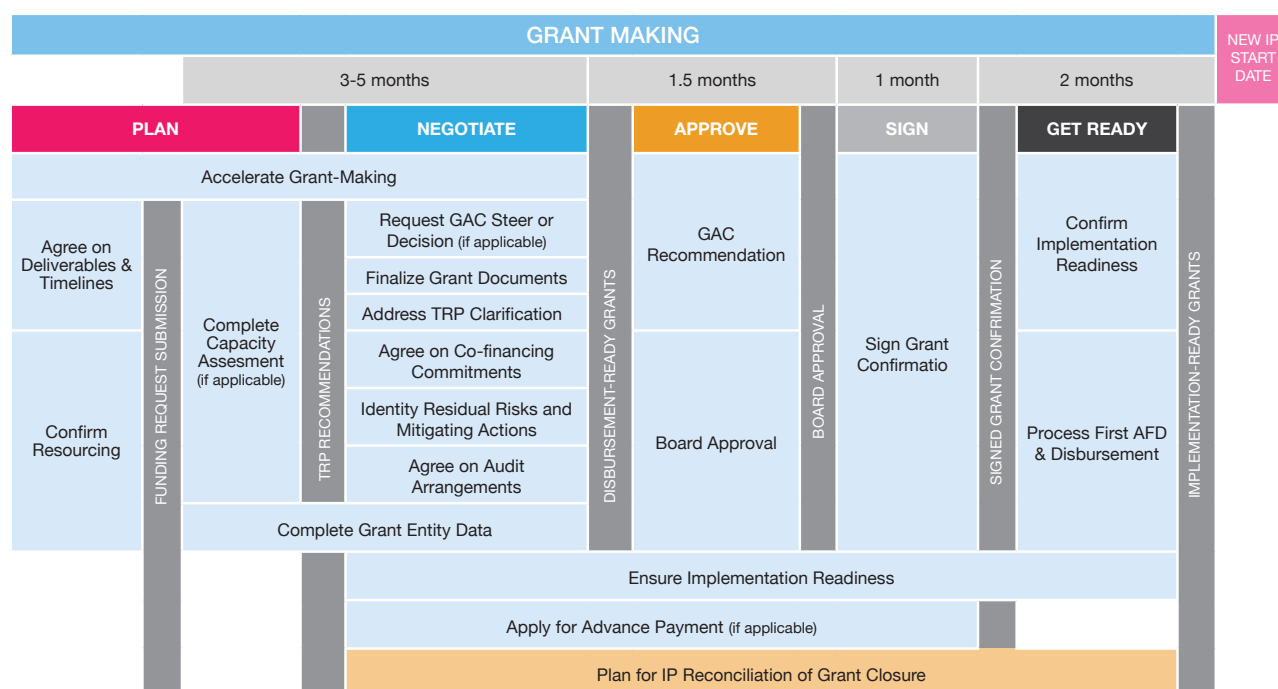 GRANT MAKING
NEW IP
START
DATE
3-5 months
1.5 months
1 month
2 months
PLAN
NEGOTIATE
APPROVE
SIGN
GET READY
Accelerate Grant-Making
Agree on
Deliverables &
Timelines
Confirm
Resourcing
FUNDING REQUEST SUBMISSION
Complete
Capacity
Assesment
(if applicable)
TRP RECOMMENDATIONS
Request GAC Steer or
Decision (if applicable)
Finalize Grant Documents
Address TRP Clarification
Agree on Co-financing
Commitments
Identity Residual Risks and
Mitigating Actions
Agree on Audit
Arrangements
Complete Grant Entity Data
DISBURSEMENT-READY GRANTS
GAC
Recommendation
Board Approval
BOARD APPROVAL
Sign Grant
Confirmatio
SIGNED GRANT CONFRIMATION
Confirm
Implementation
Readiness
Process First AFD
& Disbursement
IMPLEMENTATION-READY GRANTS
Ensure Implementation Readiness
Apply for Advance Payment (if applicable)
Plan for IP Reconciliation of Grant Closure